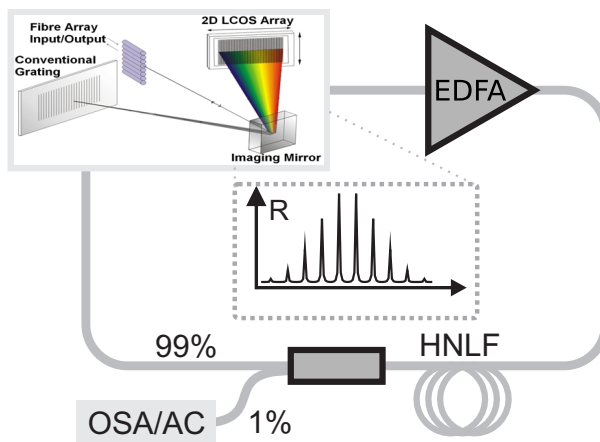 2D LCOS Array
Fibre Array
Input/Output
Conventional
Grating
Imaging Mirror
EDFA
R
99%
HNLF
OSA/AC
1%